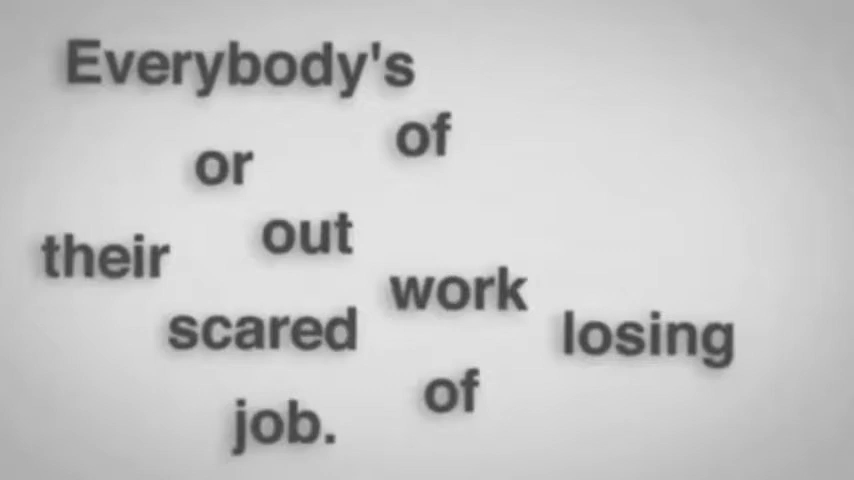 Everybody's
of
or
out
their
work
scared
losing
of
job.